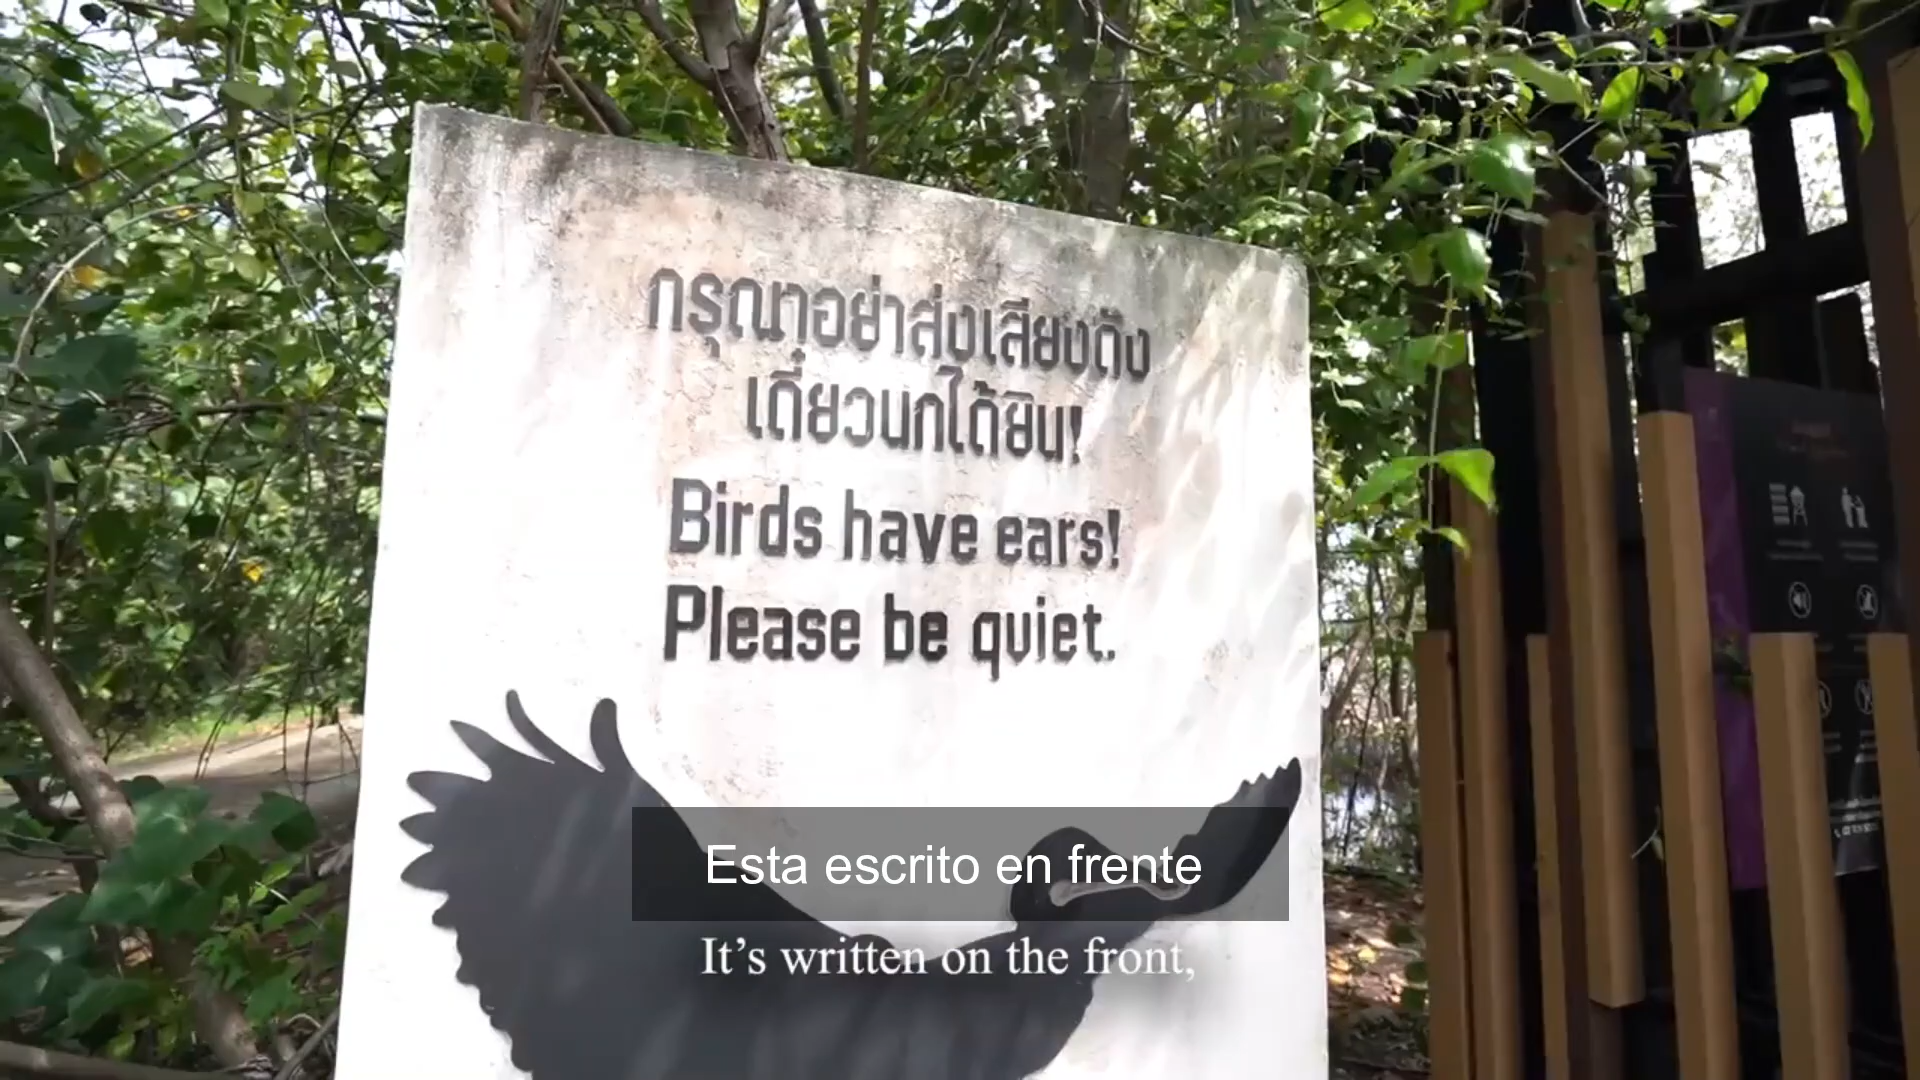 กรุณาอย่าส่งเสียงดัง
เดี๋ยวนกได้ยิน!
Birds have ears!
Please be quiet.
Esta escrito en frente
It's written on the front,